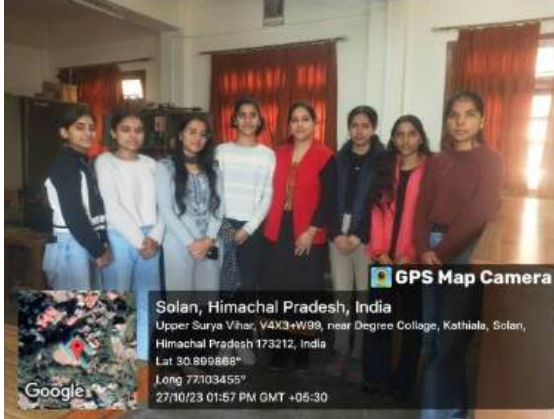 GPS Map Camera
Solan, Himachal Pradesh, India
Upper Surya Vihar, V4X3+W99, near Degree Collage, Kathiala, Solan,
Himachal Pradesh 173212, India
Lat 30.899868°
Long 77.103455°
27/10/23 01:57 PM GMT +05:30
Google